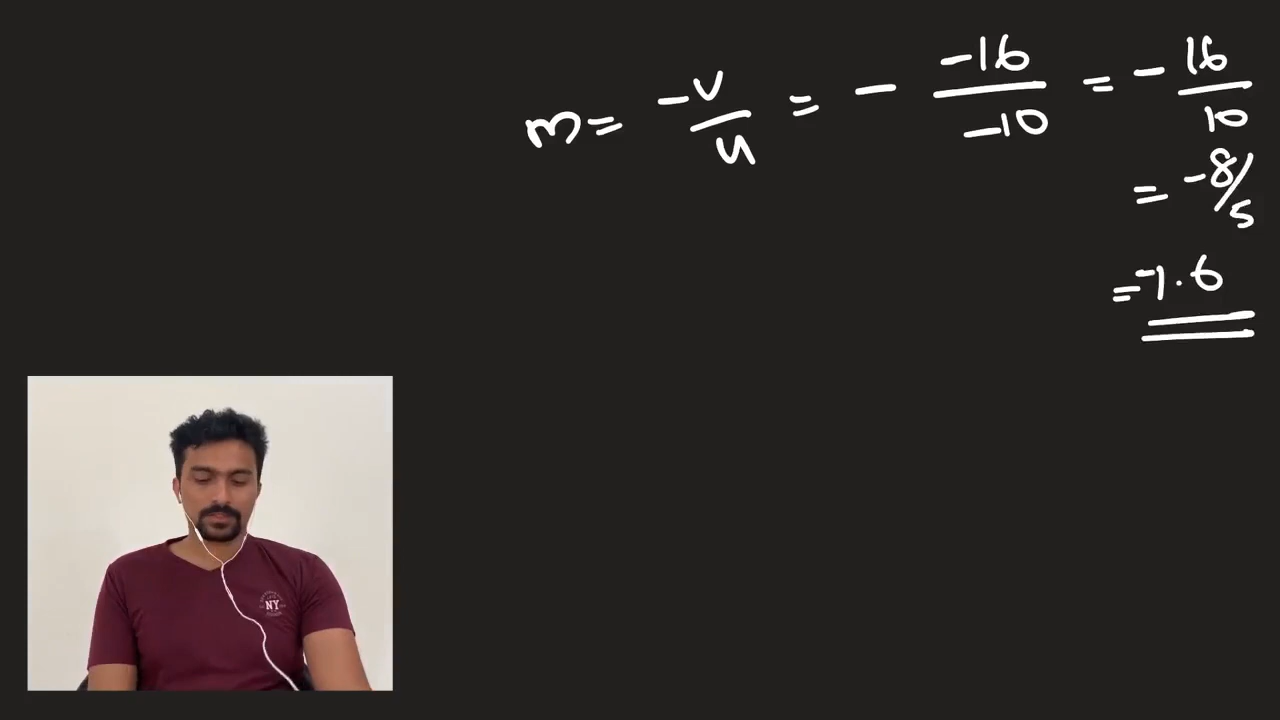 m = -v/u = - -16/-10 = - 16/10
= -8/5
= -1.6
NY